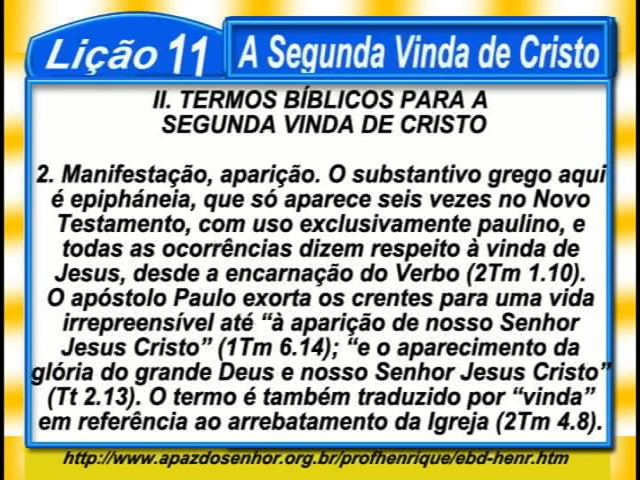 Lição 11
A Segunda Vinda de Cristo
II. TERMOS BÍBLICOS PARA A
SEGUNDA VINDA DE CRISTO
2. Manifestação, aparição. O substantivo grego aqui
é epipháneia, que só aparece seis vezes no Novo
Testamento, com uso exclusivamente paulino, e
todas as ocorrências dizem respeito à vinda de
Jesus, desde a encarnação do Verbo (2Tm 1.10).
O apóstolo Paulo exorta os crentes para uma vida
irrepreensível até “à aparição de nosso Senhor
Jesus Cristo” (1Tm 6.14); “e o aparecimento da
glória do grande Deus e nosso Senhor Jesus Cristo”
(Tt 2.13). O termo é também traduzido por “vinda”
em referência ao arrebatamento da Igreja (2Tm 4.8).
http://www.apazdosenhor.org.br/profhenrique/ebd-henr.htm